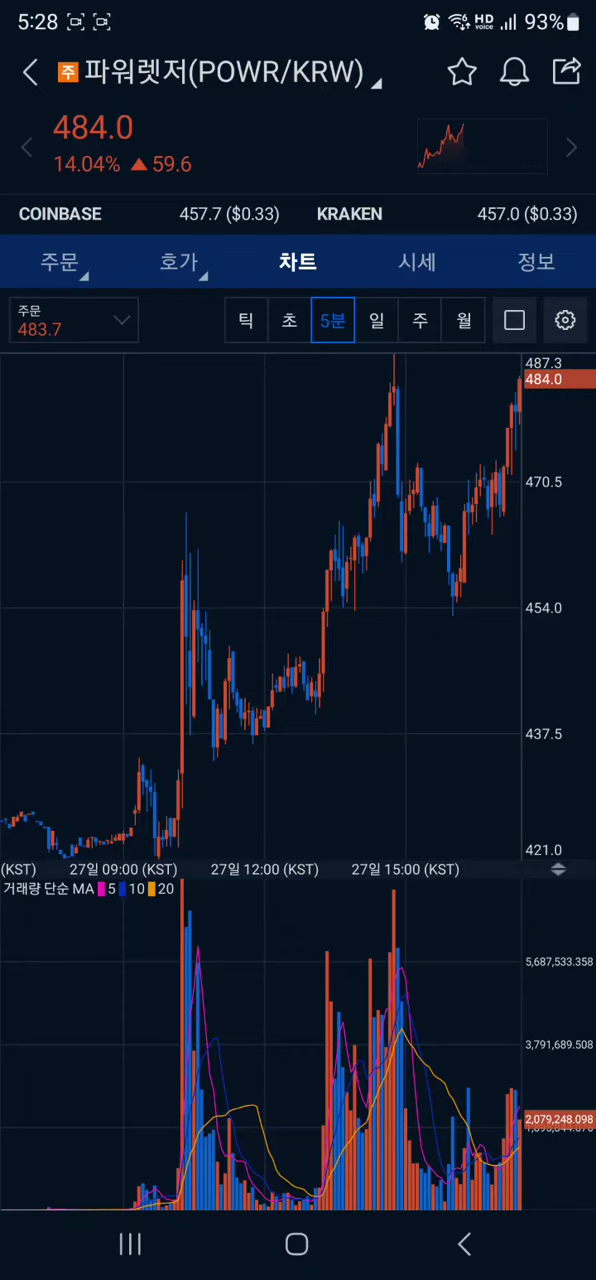 5:28 HD voice 93%
주 파워렛저(POWR/KRW)
484.0
14.04% ▲ 59.6
COINBASE 457.7 ($0.33) KRAKEN 457.0 ($0.33)
주문 호가 차트 시세 정보
주문
483.7
틱 초 5분 일 주 월
487.3
484.0
470.5
454.0
437.5
421.0
(KST) 27일 09:00 (KST) 27일 12:00 (KST) 27일 15:00 (KST)
거래량 단순 MA 5 10 20
5,687,533.358
3,791,689.508
2,079,248.098